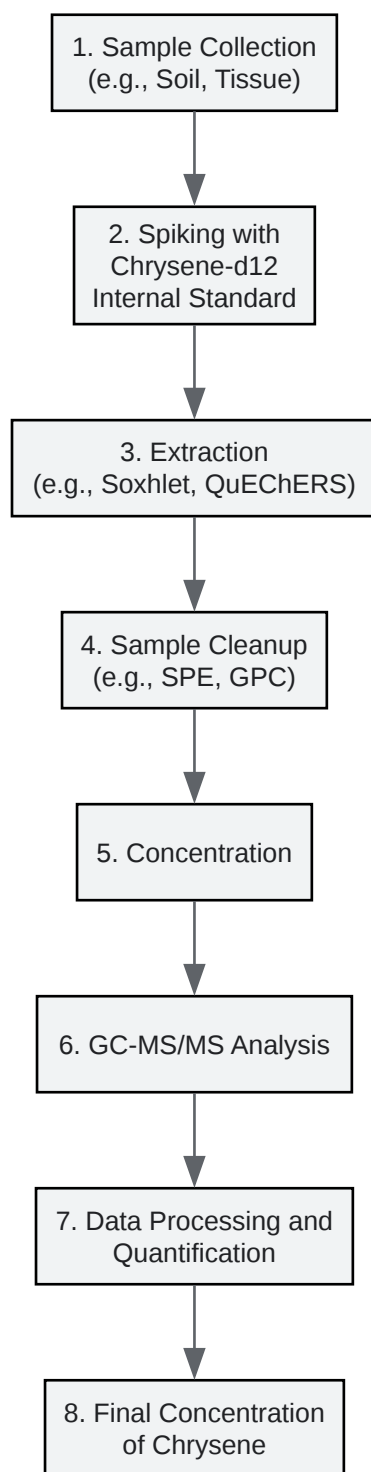 1. Sample Collection
(e.g., Soil, Tissue)
2. Spiking with
Chrysene-d12
Internal Standard
3. Extraction
(e.g., Soxhlet, QuEChERS)
4. Sample Cleanup
(e.g., SPE, GPC)
5. Concentration
6. GC-MS/MS Analysis
7. Data Processing and
Quantification
8. Final Concentration
of Chrysene